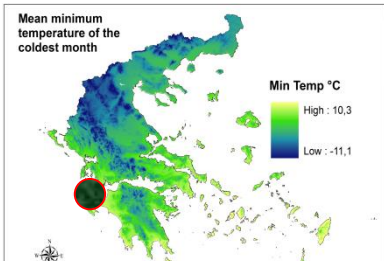 Mean minimum
temperature of the
coldest month
Min Temp °C
High : 10,3
Low : -11,1